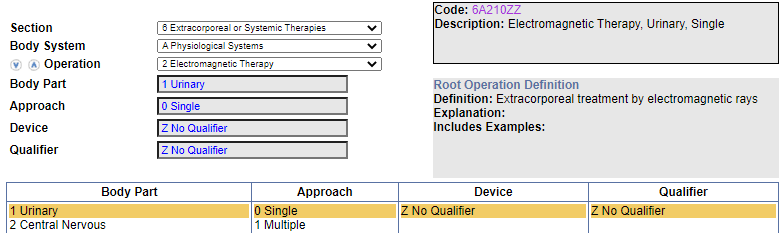 Section 6 Extracorporeal or Systemic Therapies
Body System A Physiological Systems
Operation 2 Electromagnetic Therapy
Body Part 1 Urinary
Approach 0 Single
Device Z No Qualifier
Qualifier Z No Qualifier
Code: 6A210ZZ
Description: Electromagnetic Therapy, Urinary, Single
Root Operation Definition
Definition: Extracorporeal treatment by electromagnetic rays
Explanation:
Includes Examples:
Body Part Approach Device Qualifier
1 Urinary 0 Single Z No Qualifier Z No Qualifier
2 Central Nervous 1 Multiple